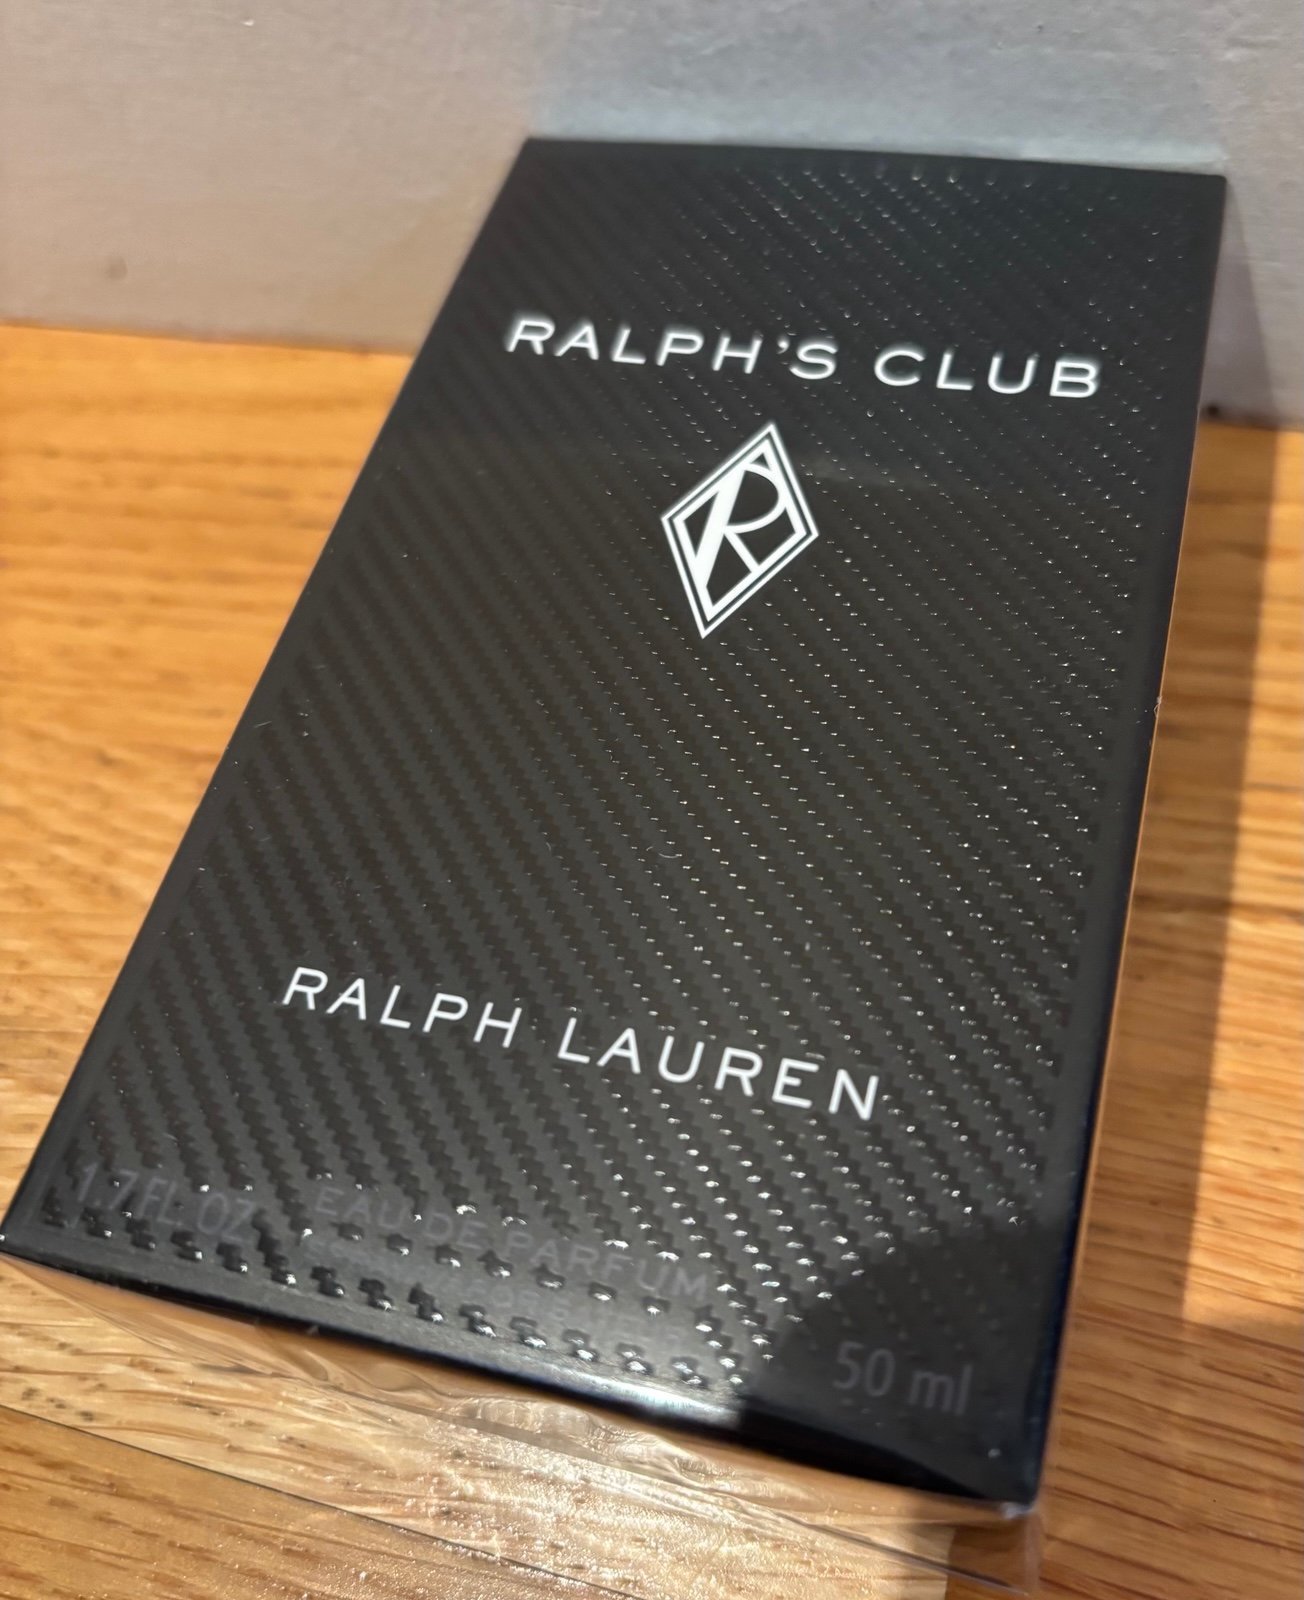 RALPH'S CLUB
R
RALPH LAUREN
1.7 FL. OZ.
EAU DE PARFUM
50 ml